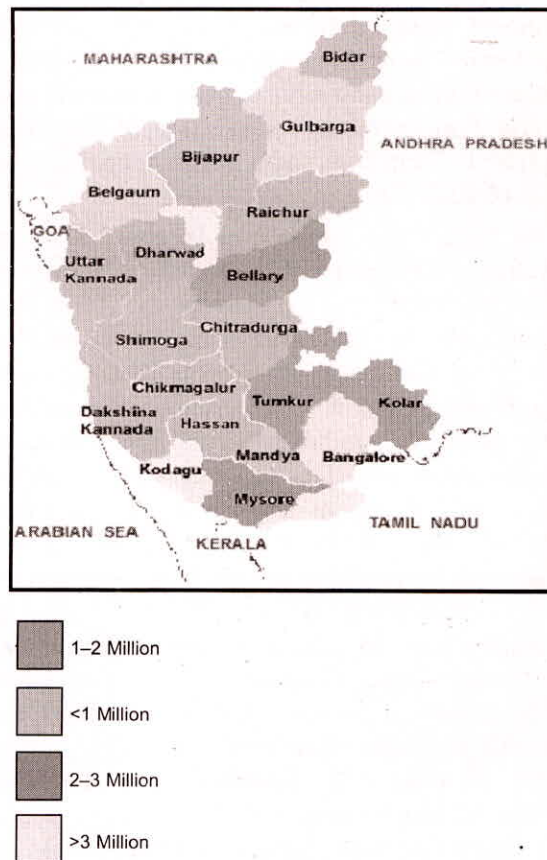 MAHARASHTRA
Bidar
Gulbarga
ANDHRA PRADESH
Bijapur
Belgaum
Raichur
GOA
Dharwad
Uttar
Kannada
Bellary
Chitradurga
Shimoga
Chikmagalur
Tumkur
Kolar
Dakshina
Kannada
Hassan
Mandya
Bangalore
Kodagu
Mysore
TAMIL NADU
ARABIAN SEA
KERALA
1–2 Million
<1 Million
2–3 Million
>3 Million